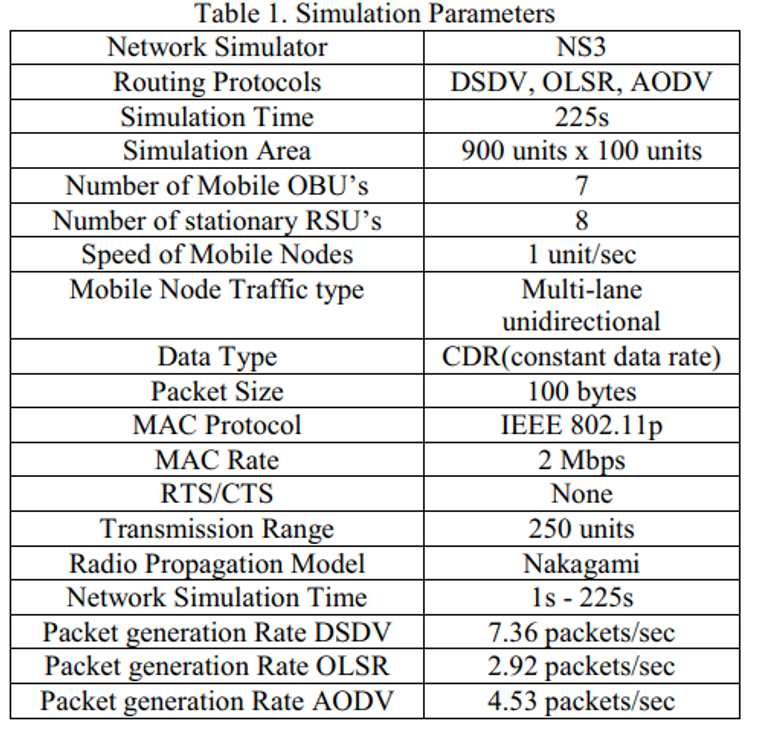 Table 1. Simulation Parameters
Network Simulator NS3
Routing Protocols DSDV, OLSR, AODV
Simulation Time 225s
Simulation Area 900 units x 100 units
Number of Mobile OBU's 7
Number of stationary RSU's 8
Speed of Mobile Nodes 1 unit/sec
Mobile Node Traffic type Multi-lane
unidirectional
Data Type CDR(constant data rate)
Packet Size 100 bytes
MAC Protocol IEEE 802.11p
MAC Rate 2 Mbps
RTS/CTS None
Transmission Range 250 units
Radio Propagation Model Nakagami
Network Simulation Time 1s - 225s
Packet generation Rate DSDV 7.36 packets/sec
Packet generation Rate OLSR 2.92 packets/sec
Packet generation Rate AODV 4.53 packets/sec